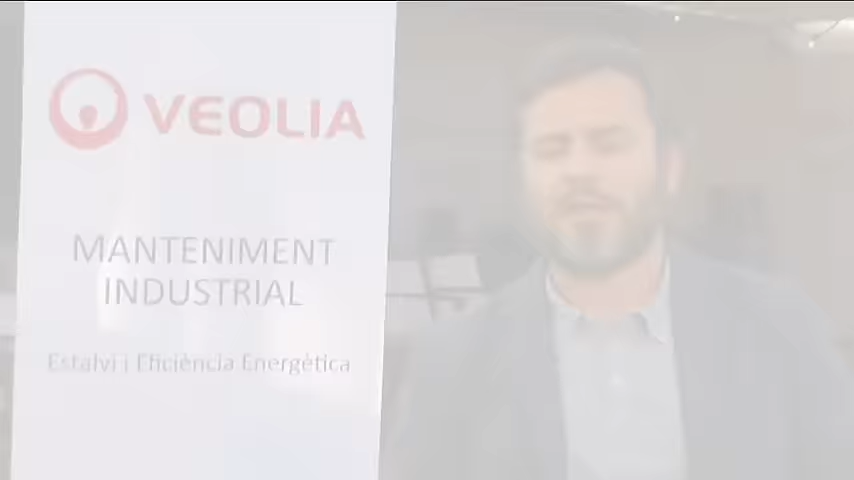 VEOLIA
MANTENIMENT
INDUSTRIAL
Estalvi i Eficiència Energètica